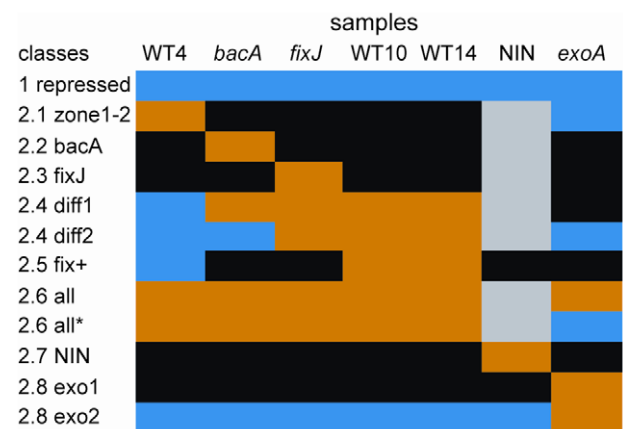 samples
classes WT4 bacA fixJ WT10 WT14 NIN exoA
1 repressed
2.1 zone1-2
2.2 bacA
2.3 fixJ
2.4 diff1
2.4 diff2
2.5 fix+
2.6 all
2.6 all*
2.7 NIN
2.8 exo1
2.8 exo2